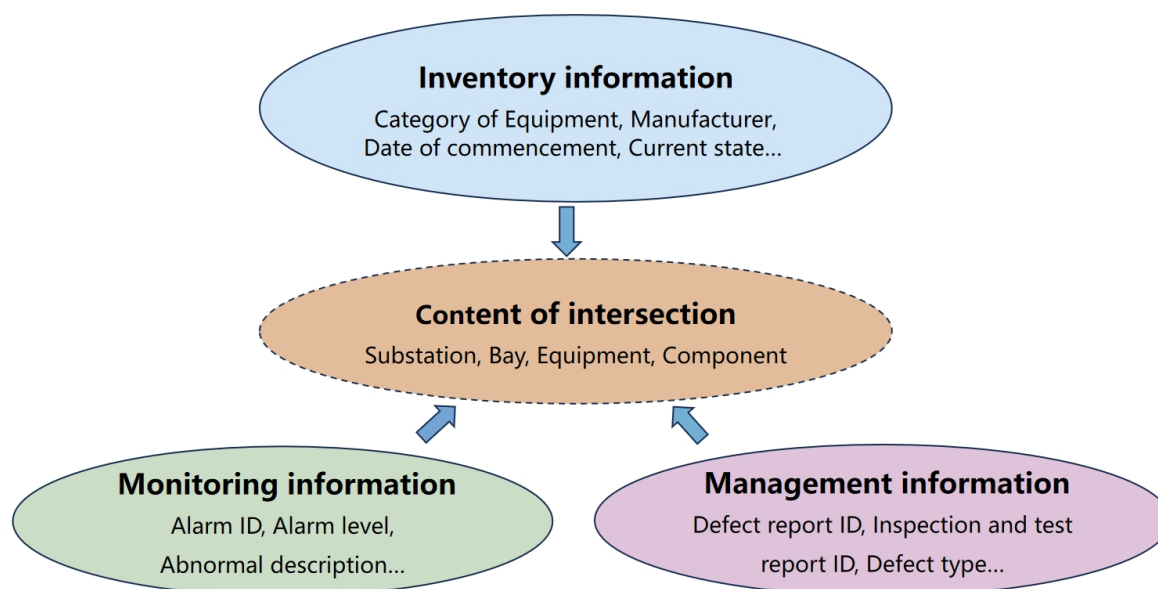 Inventory information
Category of Equipment, Manufacturer,
Date of commencement, Current state...
Content of intersection
Substation, Bay, Equipment, Component
Monitoring information
Alarm ID, Alarm level,
Abnormal description...
Management information
Defect report ID, Inspection and test
report ID, Defect type...